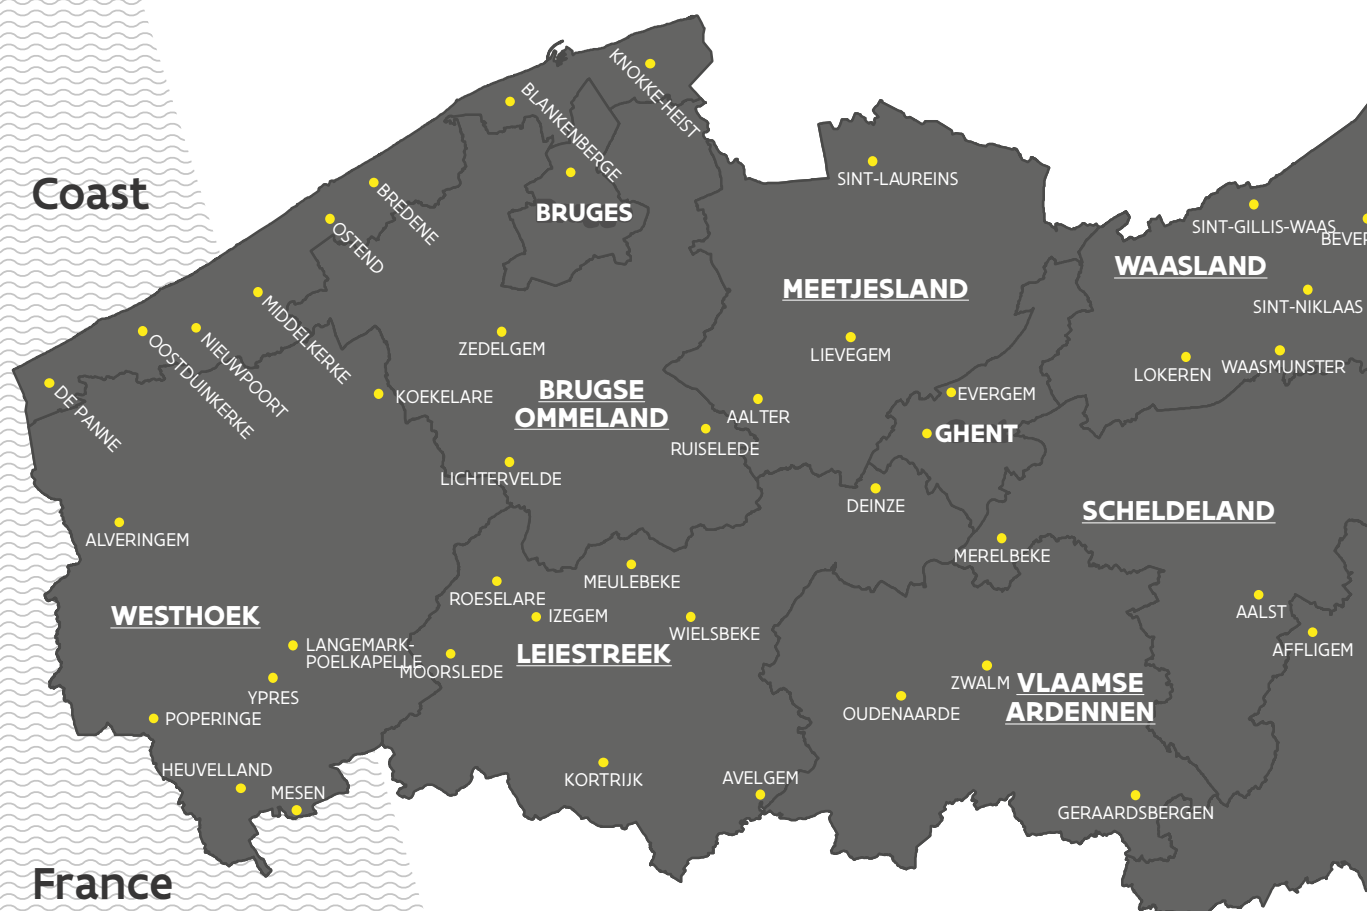 KNOKKE-HEIST
BLANKENBERGE
SINT-LAUREINS
Coast
BREDENE
BRUGES
OSTEND
SINT-GILLIS-WAAS
WAASLAND
MEETJESLAND
SINT-NIKLAAS
MIDDELKERKE
NIEUWPOORT
OOSTDUINKERKE
ZEDELGEM
LIEVEGEM
LOKEREN
WAASMUNSTER
DE PANNE
KOEKELARE
BRUGSE
OMMELAND
EVERGEM
AALTER
GHENT
RUISELEDE
LICHTERVELDE
DEINZE
SCHELDELAND
ALVERINGEM
MERELBEKE
MEULEBEKE
ROESELARE
IZEGEM
WESTHOEK
AALST
WIELSBEKE
LANGEMARK-
POELKAPELLE
LEIESTREEK
AFFLIGEM
MOORSLEDE
YPRES
ZWALM
VLAAMSE
ARDENNEN
OUDENAARDE
POPERINGE
HEUVELLAND
KORTRIJK
AVELGEM
MESEN
GERAARDSBERGEN
France